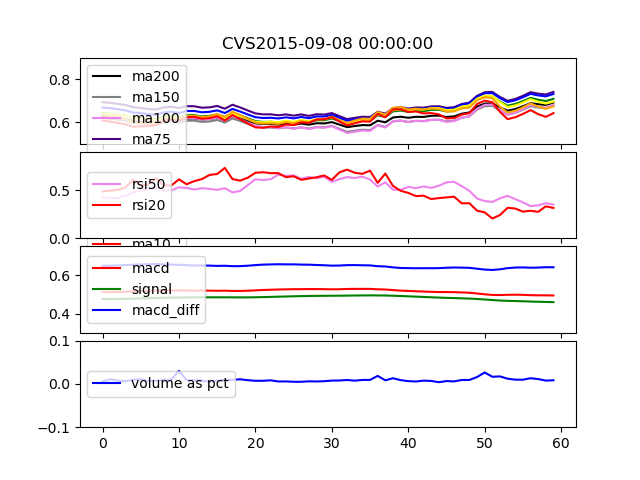 CVS2015-09-08 00:00:00
0.8
0.6
ma200
ma150
ma100
ma75
0.5
0.0
rsi50
rsi20
ma10
0.6
0.4
macd
signal
macd_diff
0.1
0.0
−0.1
volume as pct
0 10 20 30 40 50 60